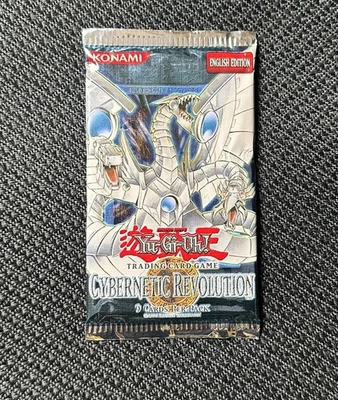 KONAMI
ENGLISH EDITION
遊戯王
Yu-Gi-Oh!
TRADING CARD GAME
CYBERNETIC REVOLUTION
9 CARDS PER PACK